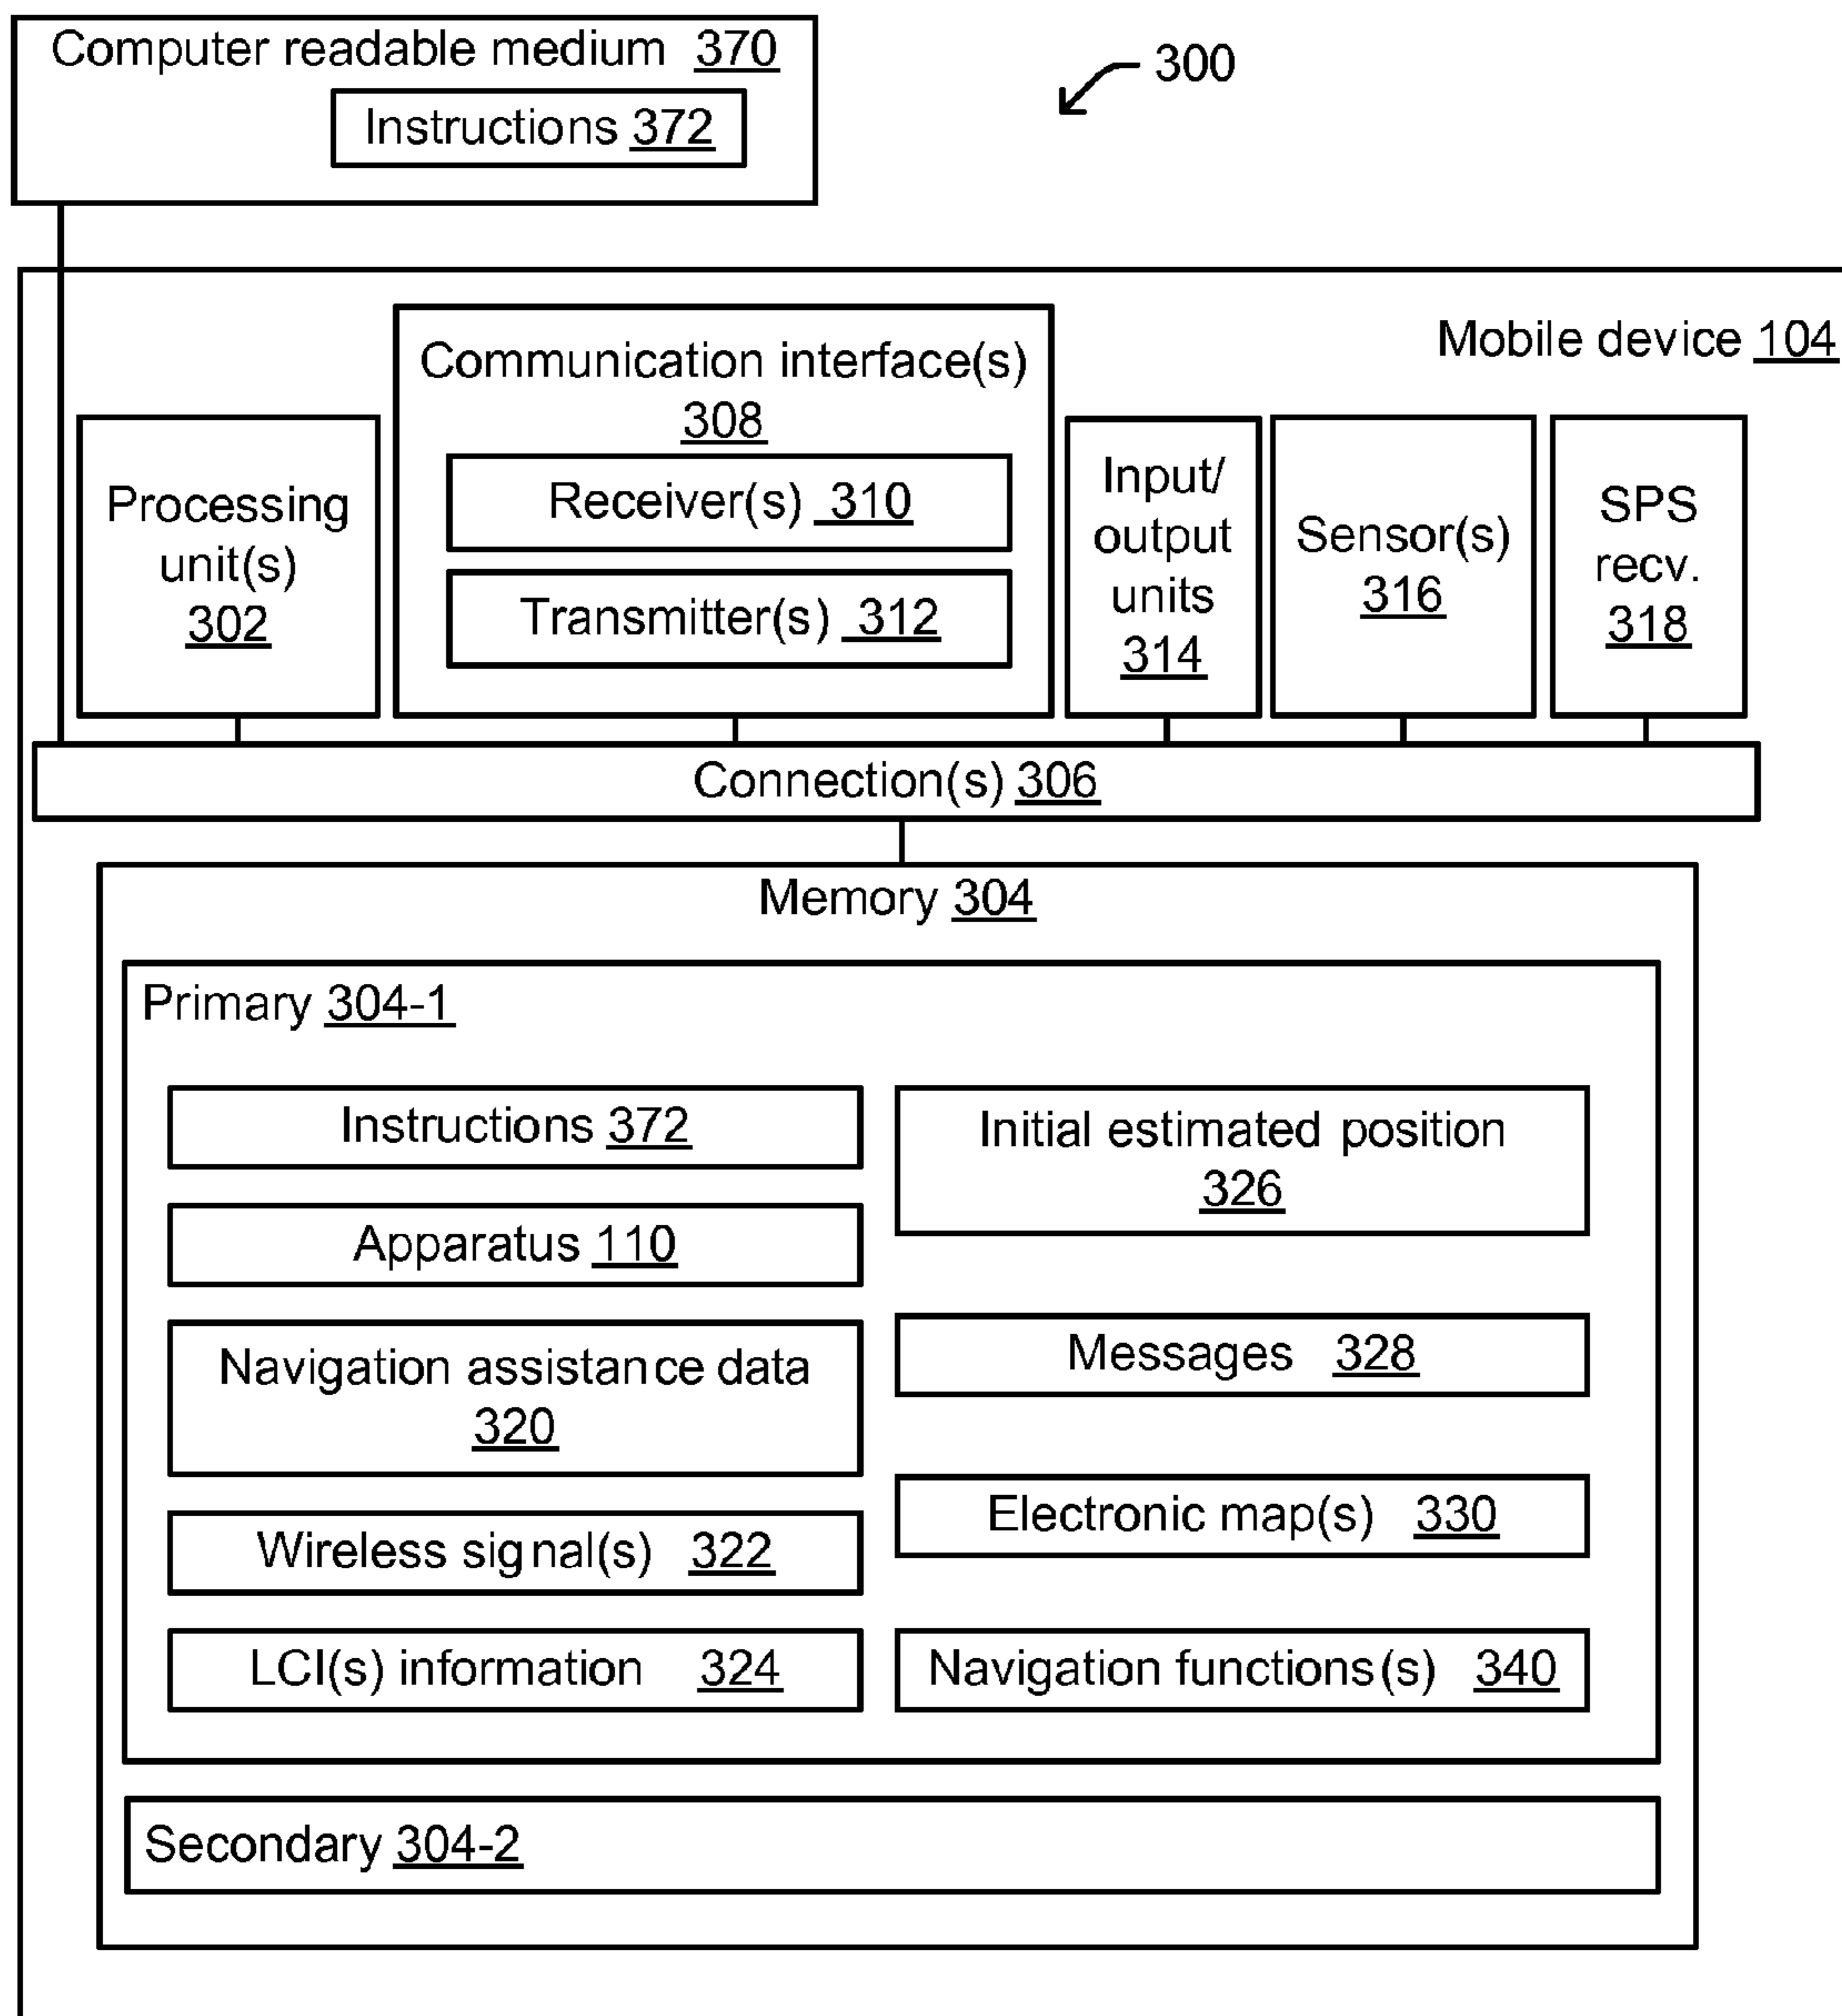 Computer readable medium 370
Instructions 372
300
Mobile device 104
Processing
unit(s)
302
Communication interface(s)
308
Receiver(s) 310
Transmitter(s) 312
Input/
output
units
314
Sensor(s)
316
SPS
recv.
318
Connection(s) 306
Memory 304
Primary 304-1
Instructions 372
Apparatus 110
Navigation assistance data
320
Wireless signal(s) 322
LCI(s) information 324
Initial estimated position
326
Messages 328
Electronic map(s) 330
Navigation functions(s) 340
Secondary 304-2